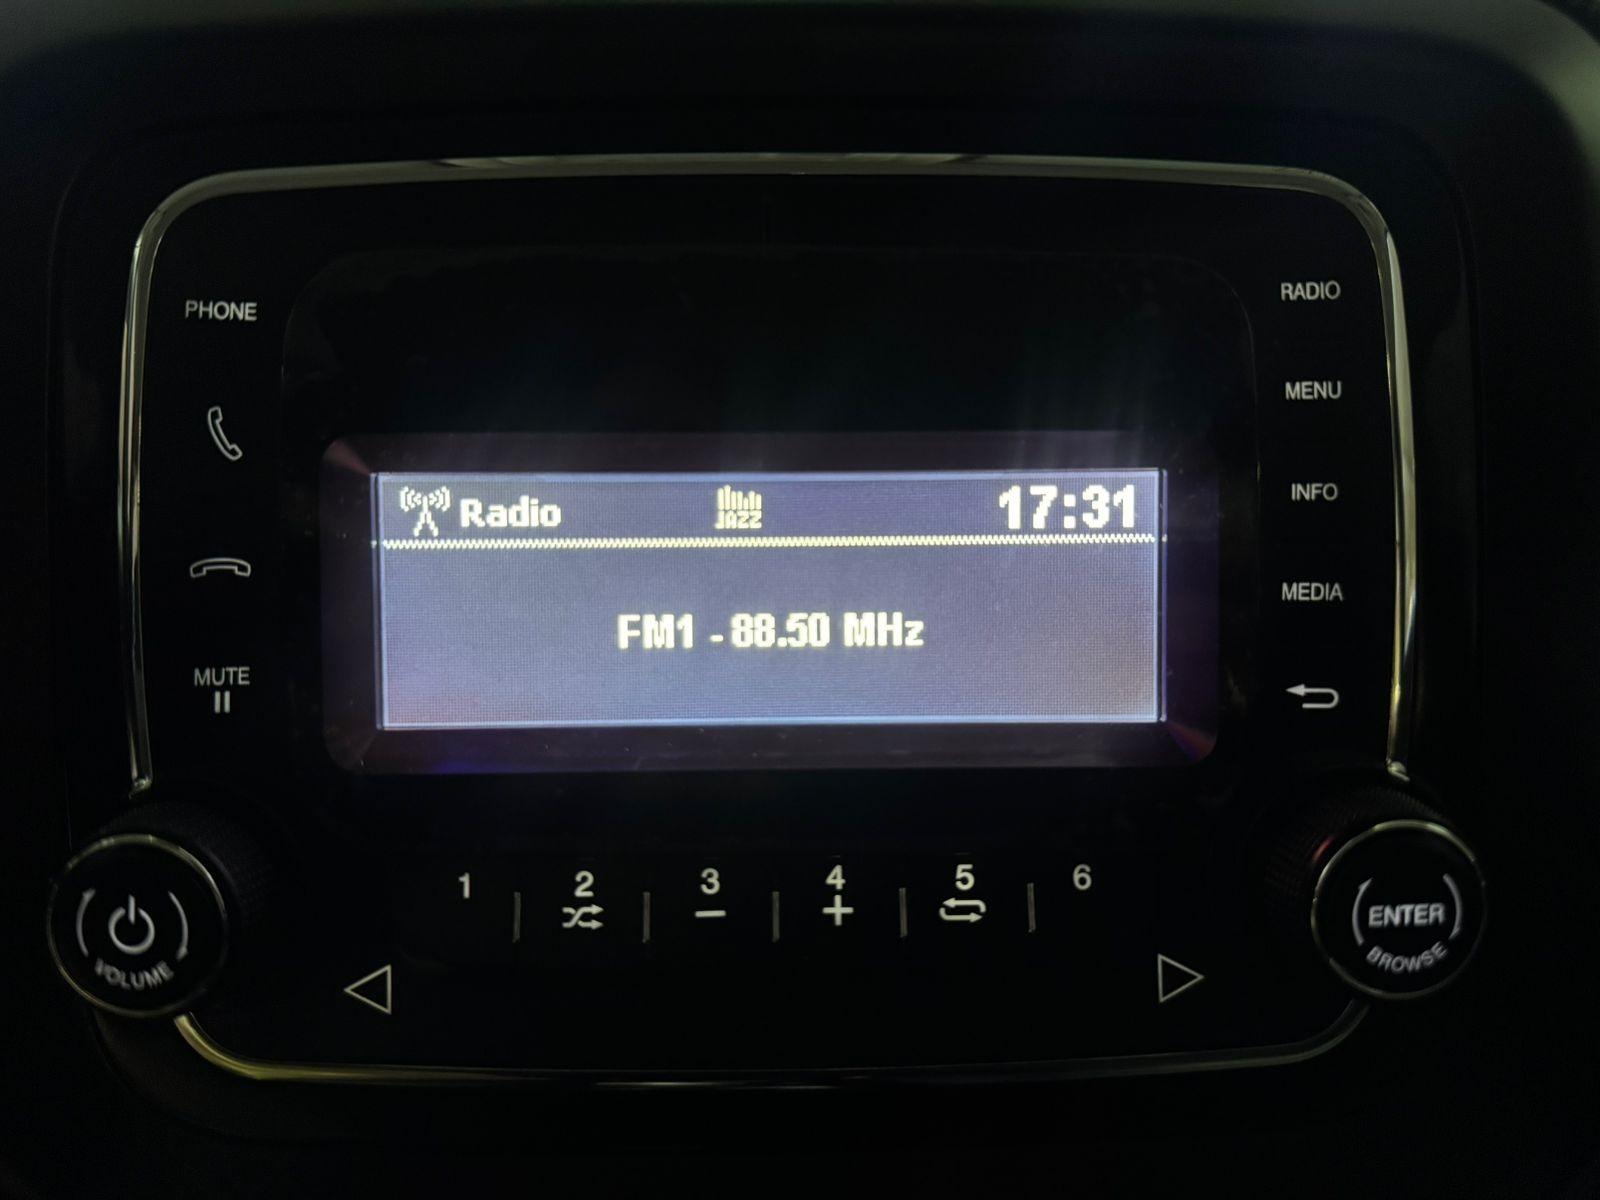 PHONE
RADIO
MENU
INFO
MEDIA
MUTE
Radio JAZZ 17:31
FM1 - 88.50 MHz
1 2 3 4 5 6
VOLUME
ENTER
BROWSE